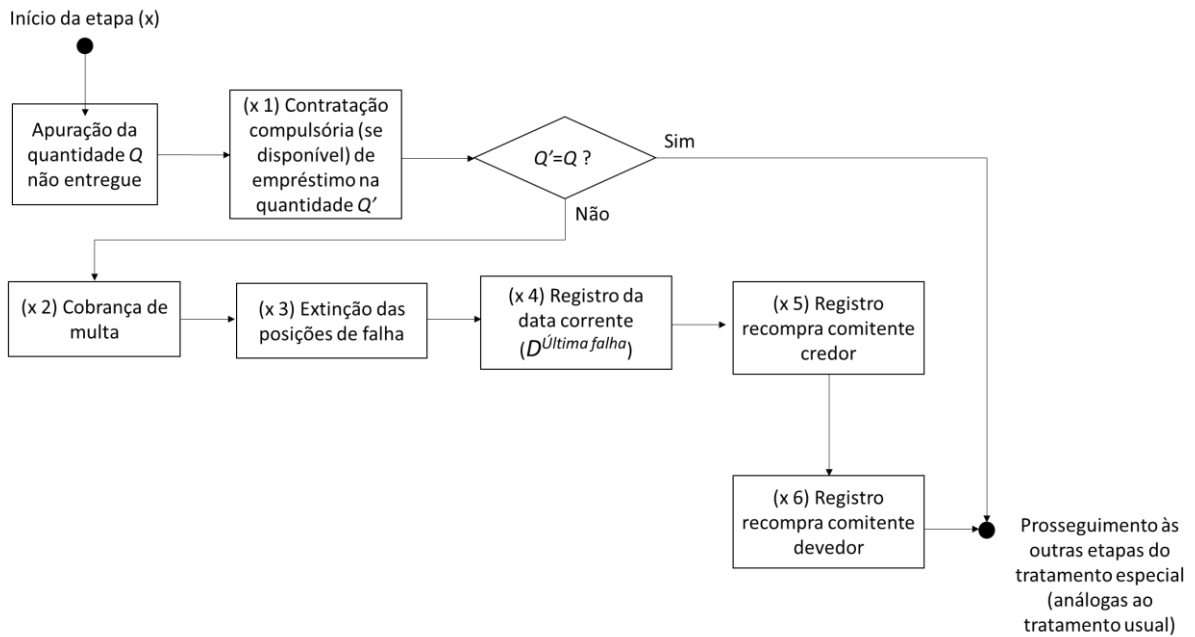 Início da etapa (x)
Apuração da
quantidade Q
não entregue
(x 1) Contratação
compulsória (se
disponível) de
empréstimo na
quantidade Q’
Q’=Q ?
Sim
Não
(x 2) Cobrança de
multa
(x 3) Extinção das
posições de falha
(x 4) Registro da
data corrente
(D^Última falha)
(x 5) Registro
recompra comitente
credor
(x 6) Registro
recompra comitente
devedor
Prosseguimento às
outras etapas do
tratamento especial
(análogas ao
tratamento usual)